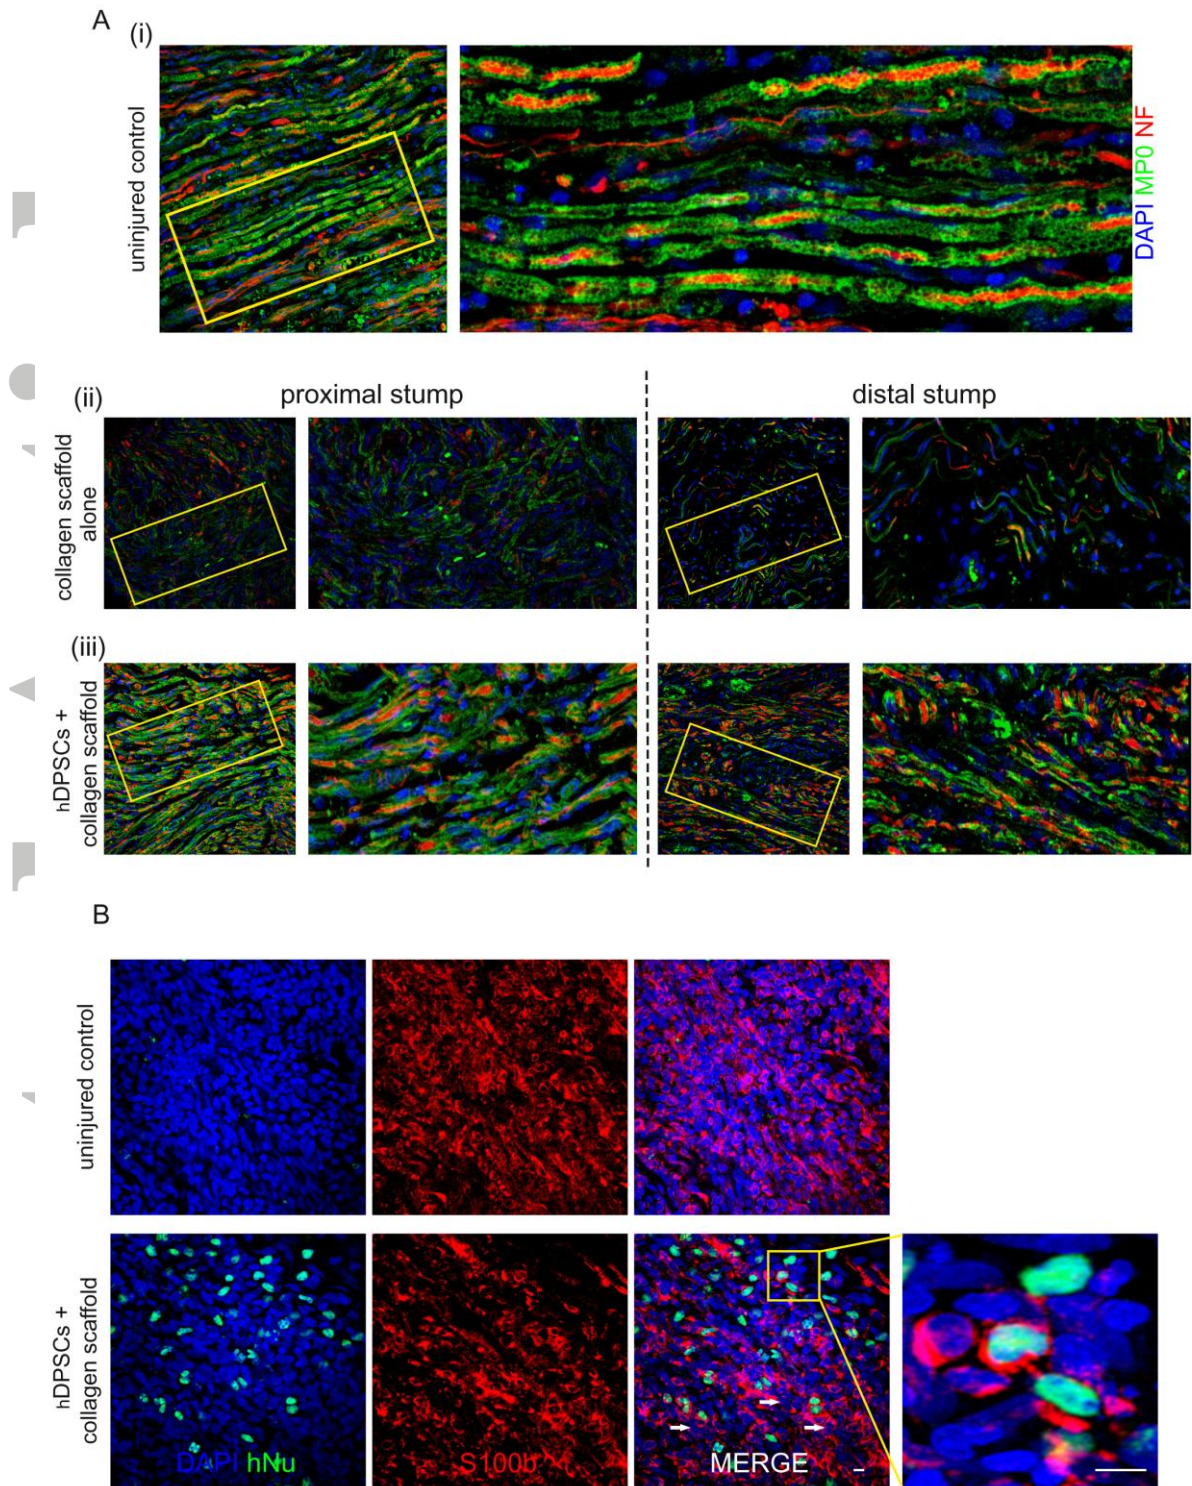 A
(i)
uninjured control
DAPI MP0 NF
(ii)
proximal stump
distal stump
collagen scaffold
alone
(iii)
hDPSCs +
collagen scaffold
B
uninjured control
hDPSCs +
collagen scaffold
DAPI hNu
S100b
MERGE